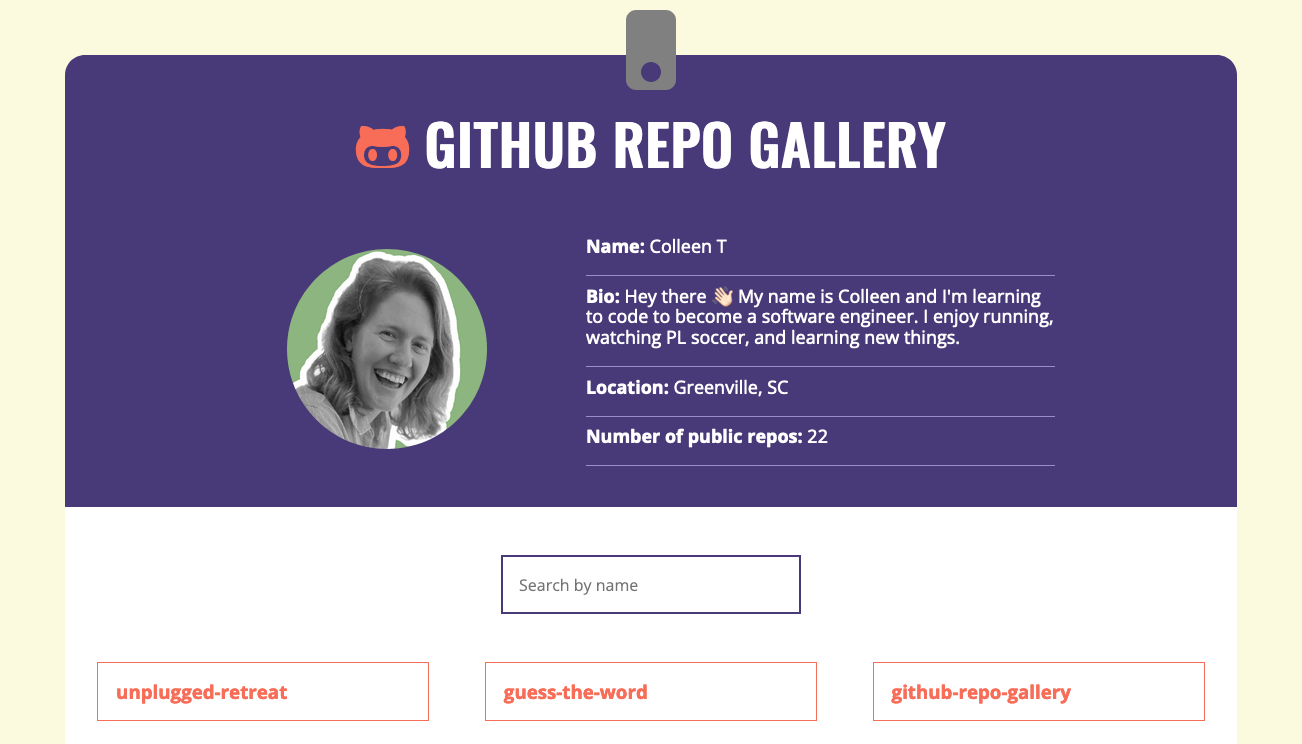 GITHUB REPO GALLERY
Name: Colleen T
Bio: Hey there 👋🏻 My name is Colleen and I'm learning
to code to become a software engineer. I enjoy running,
watching PL soccer, and learning new things.
Location: Greenville, SC
Number of public repos: 22
Search by name
unplugged-retreat
guess-the-word
github-repo-gallery